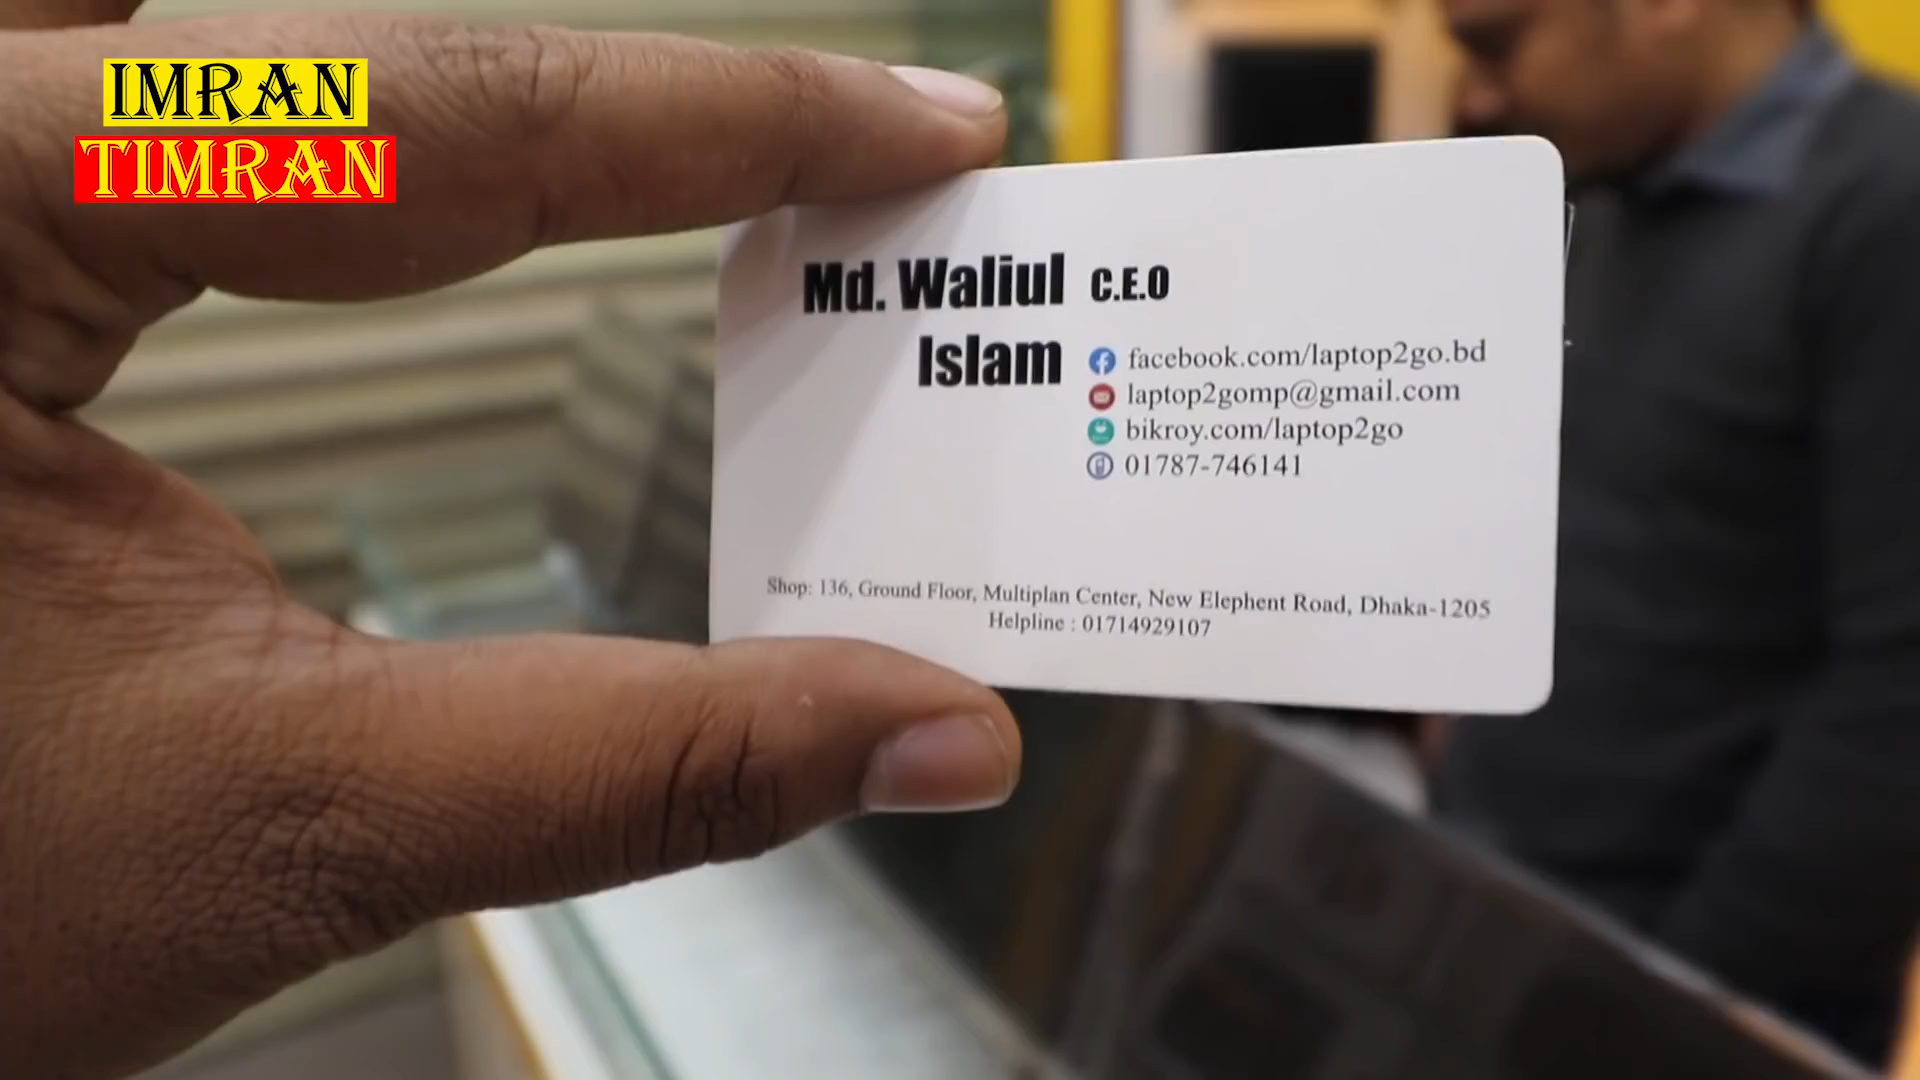 IMRAN
TIMRAN
Md. Waliul C.E.O
Islam
facebook.com/laptop2go.bd
laptop2gomp@gmail.com
bikroy.com/laptop2go
01787-746141
Shop: 136, Ground Floor, Multiplan Center, New Elephent Road, Dhaka-1205
Helpline : 01714929107